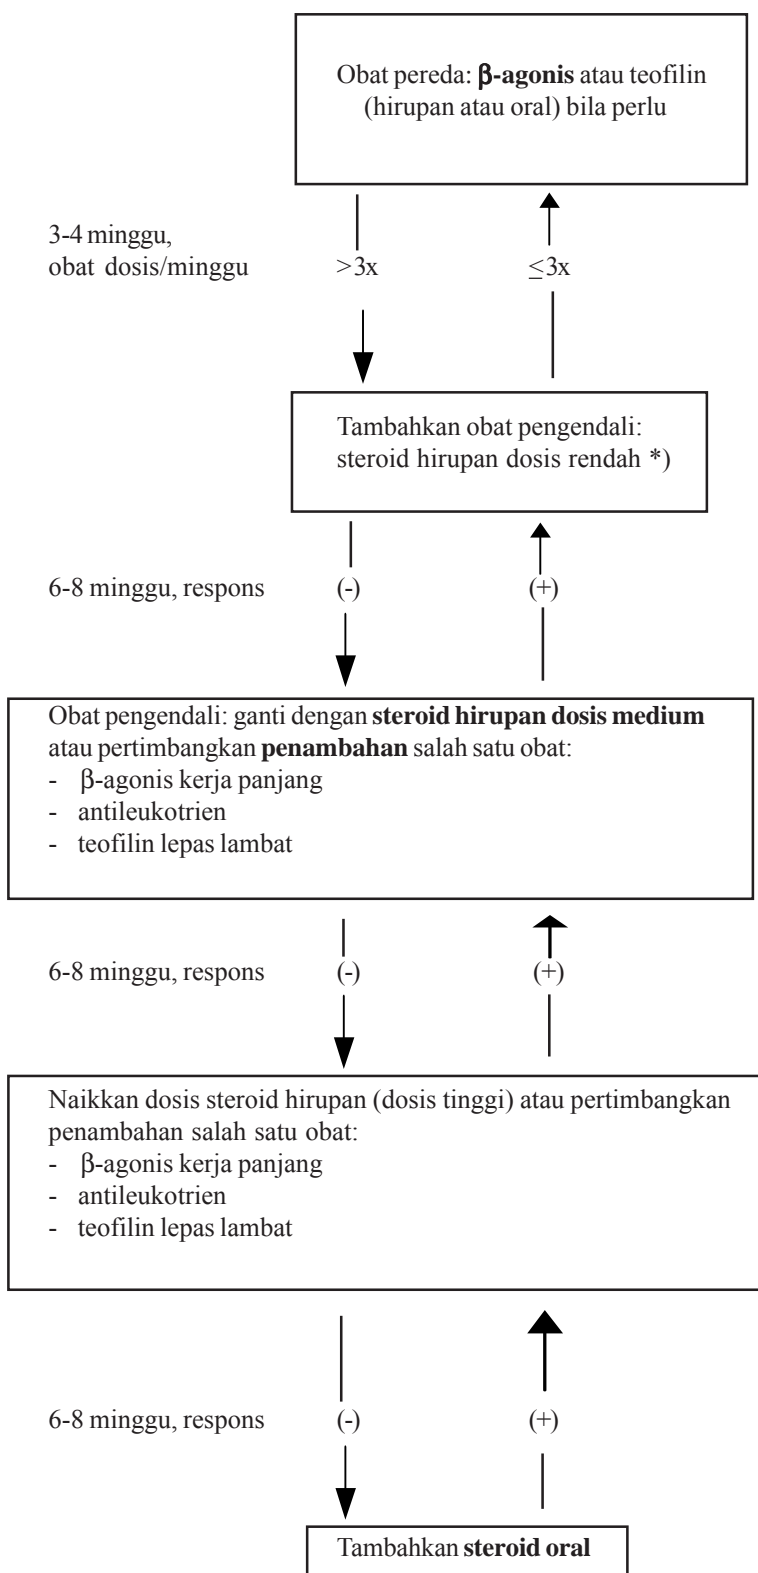 Obat pereda: β-agonis atau teofilin
(hirupan atau oral) bila perlu
3-4 minggu,
obat dosis/minggu >3x ≤3x
Tambahkan obat pengendali:
steroid hirupan dosis rendah *)
6-8 minggu, respons (-) (+)
Obat pengendali: ganti dengan steroid hirupan dosis medium
atau pertimbangkan penambahan salah satu obat:
- β-agonis kerja panjang
- antileukotrien
- teofilin lepas lambat
6-8 minggu, respons (-) (+)
Naikkan dosis steroid hirupan (dosis tinggi) atau pertimbangkan
penambahan salah satu obat:
- β-agonis kerja panjang
- antileukotrien
- teofilin lepas lambat
6-8 minggu, respons (-) (+)
Tambahkan steroid oral